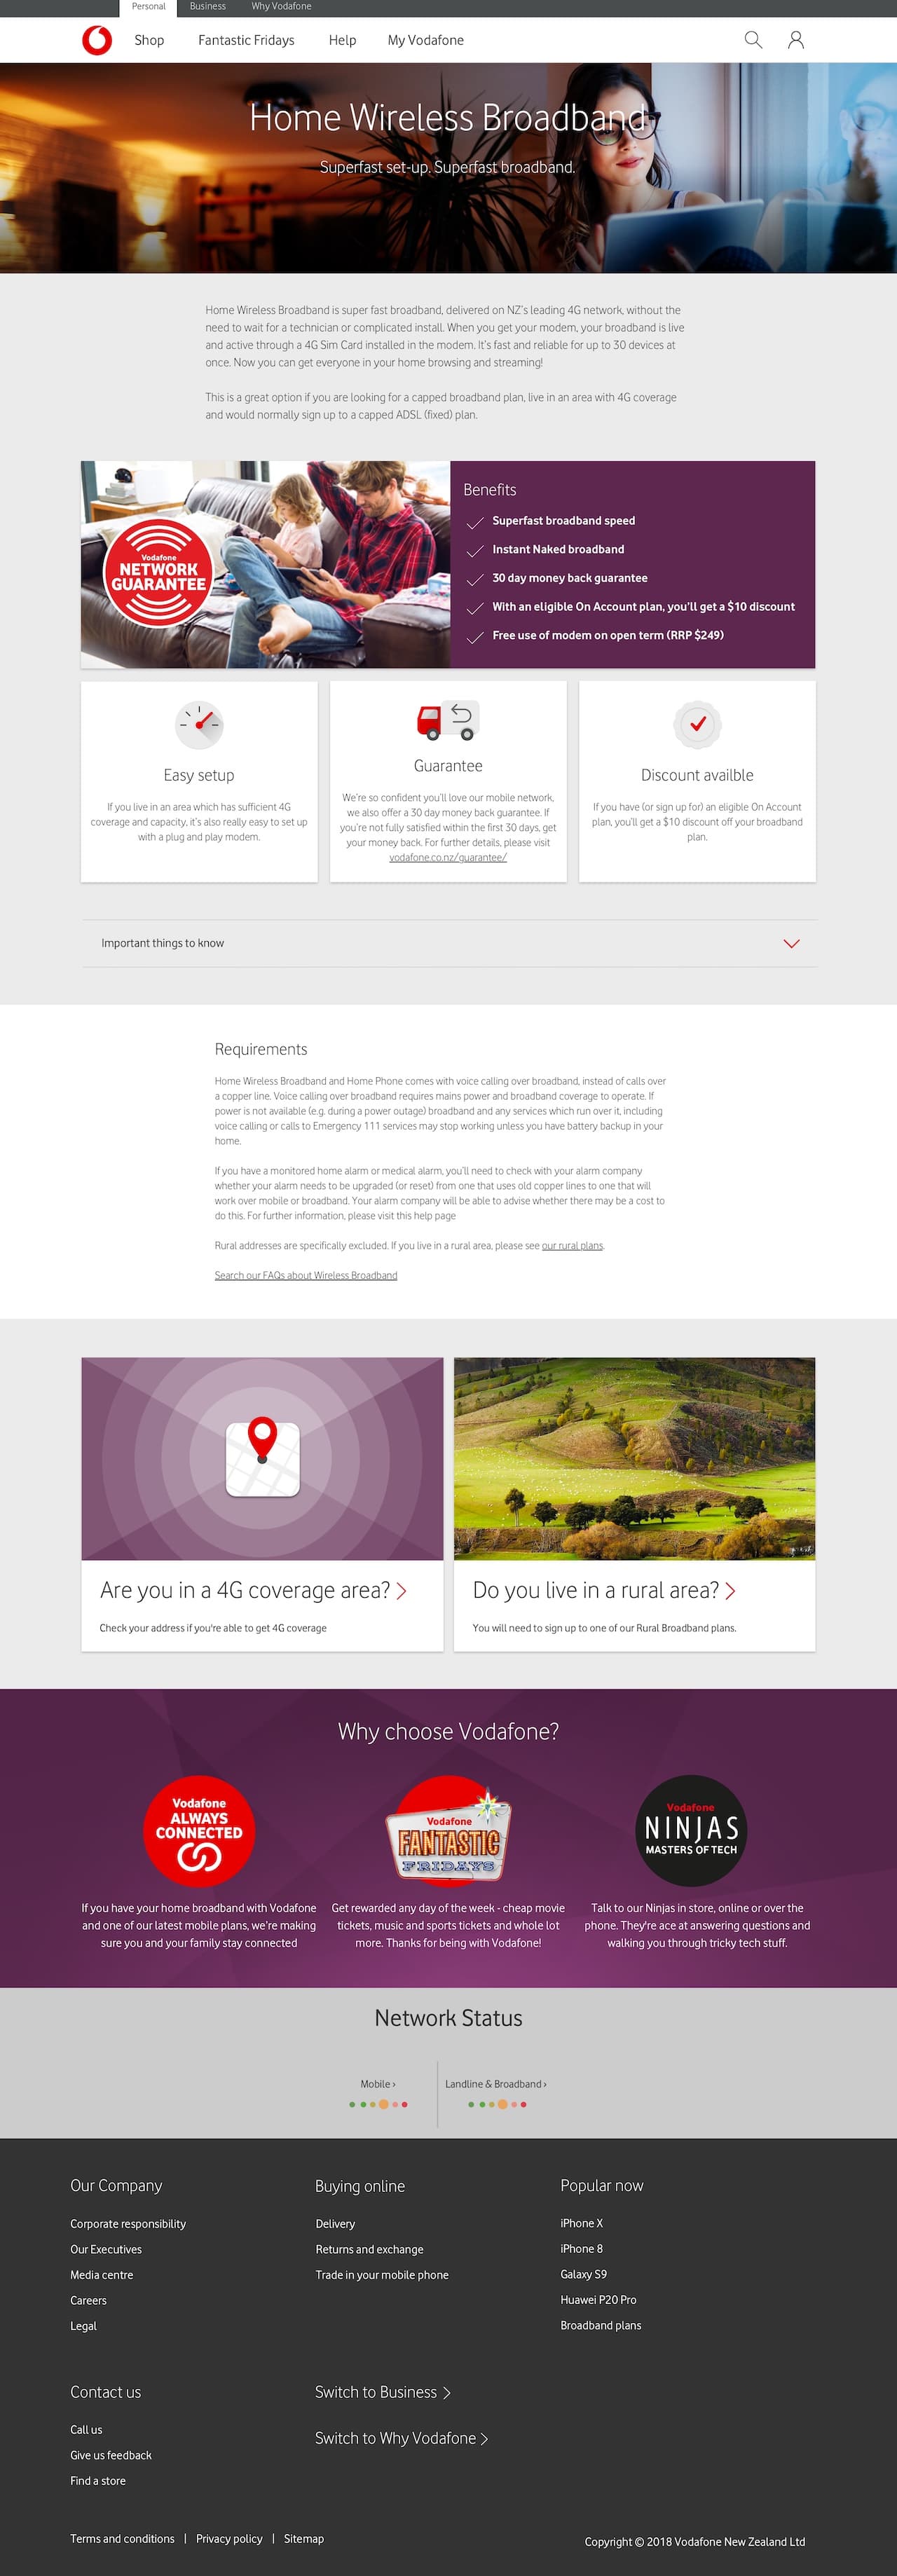 Personal Business Why Vodafone
Shop Fantastic Fridays Help My Vodafone
Home Wireless Broadband
Superfast set-up. Superfast broadband.
Home Wireless Broadband is super fast broadband, delivered on NZ's leading 4G network, without the
need to wait for a technician or complicated install. When you get your modem, your broadband is live
and active through a 4G Sim Card installed in the modem. It's fast and reliable for up to 30 devices at
once. Now you can get everyone in your home browsing and streaming!
This is a great option if you are looking for a capped broadband plan, live in an area with 4G coverage
and would normally sign up to a capped ADSL (fixed) plan.
Vodafone
NETWORK
GUARANTEE
Benefits
Superfast broadband speed
Instant Naked broadband
30 day money back guarantee
With an eligible On Account plan, you'll get a $10 discount
Free use of modem on open term (RRP $249)
Easy setup
If you live in an area which has sufficient 4G
coverage and capacity, it's also really easy to set up
with a plug and play modem.
Guarantee
We're so confident you'll love our mobile network,
we also offer a 30 day money back guarantee. If
you're not fully satisfied within the first 30 days, get
your money back. For further details, please visit
vodafone.co.nz/guarantee/
Discount availble
If you have (or sign up for) an eligible On Account
plan, you'll get a $10 discount off your broadband
plan.
Important things to know
Requirements
Home Wireless Broadband and Home Phone comes with voice calling over broadband, instead of calls over
a copper line. Voice calling over broadband requires mains power and broadband coverage to operate. If
power is not available (e.g. during a power outage) broadband and any services which run over it, including
voice calling or calls to Emergency 111 services may stop working unless you have battery backup in your
home.
If you have a monitored home alarm or medical alarm, you'll need to check with your alarm company
whether your alarm needs to be upgraded (or reset) from one that uses old copper lines to one that will
work over mobile or broadband. Your alarm company will be able to advise whether there may be a cost to
do this. For further information, please visit this help page
Rural addresses are specifically excluded. If you live in a rural area, please see our rural plans.
Search our FAQs about Wireless Broadband
Are you in a 4G coverage area?
Check your address if you're able to get 4G coverage
Do you live in a rural area?
You will need to sign up to one of our Rural Broadband plans.
Why choose Vodafone?
Vodafone
ALWAYS
CONNECTED
If you have your home broadband with Vodafone
and one of our latest mobile plans, we're making
sure you and your family stay connected
Vodafone
FANTASTIC
FRIDAYS
Get rewarded any day of the week - cheap movie
tickets, music and sports tickets and whole lot
more. Thanks for being with Vodafone!
Vodafone
NINJAS
MASTERS OF TECH
Talk to our Ninjas in store, online or over the
phone. They're ace at answering questions and
walking you through tricky tech stuff.
Network Status
Mobile ›
Landline & Broadband ›
Our Company
Corporate responsibility
Our Executives
Media centre
Careers
Legal
Buying online
Delivery
Returns and exchange
Trade in your mobile phone
Popular now
iPhone X
iPhone 8
Galaxy S9
Huawei P20 Pro
Broadband plans
Contact us
Call us
Give us feedback
Find a store
Switch to Business
Switch to Why Vodafone
Terms and conditions | Privacy policy | Sitemap
Copyright © 2018 Vodafone New Zealand Ltd